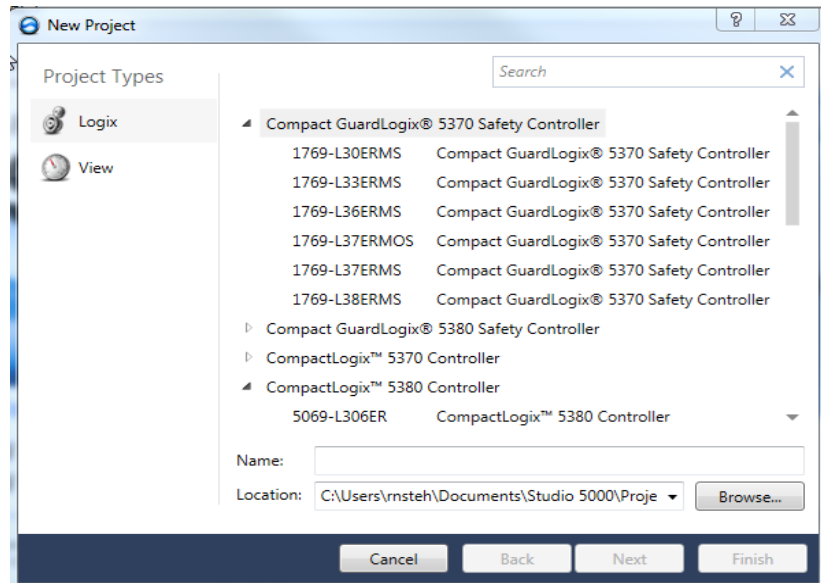 New Project
Project Types
Search
Logix
View
Compact GuardLogix® 5370 Safety Controller
1769-L30ERMS Compact GuardLogix® 5370 Safety Controller
1769-L33ERMS Compact GuardLogix® 5370 Safety Controller
1769-L36ERMS Compact GuardLogix® 5370 Safety Controller
1769-L37ERMOS Compact GuardLogix® 5370 Safety Controller
1769-L37ERMS Compact GuardLogix® 5370 Safety Controller
1769-L38ERMS Compact GuardLogix® 5370 Safety Controller
Compact GuardLogix® 5380 Safety Controller
CompactLogix™ 5370 Controller
CompactLogix™ 5380 Controller
5069-L306ER CompactLogix™ 5380 Controller
Name:
Location: C:\Users\rnsteh\Documents\Studio 5000\Proje Browse...
Cancel Back Next Finish